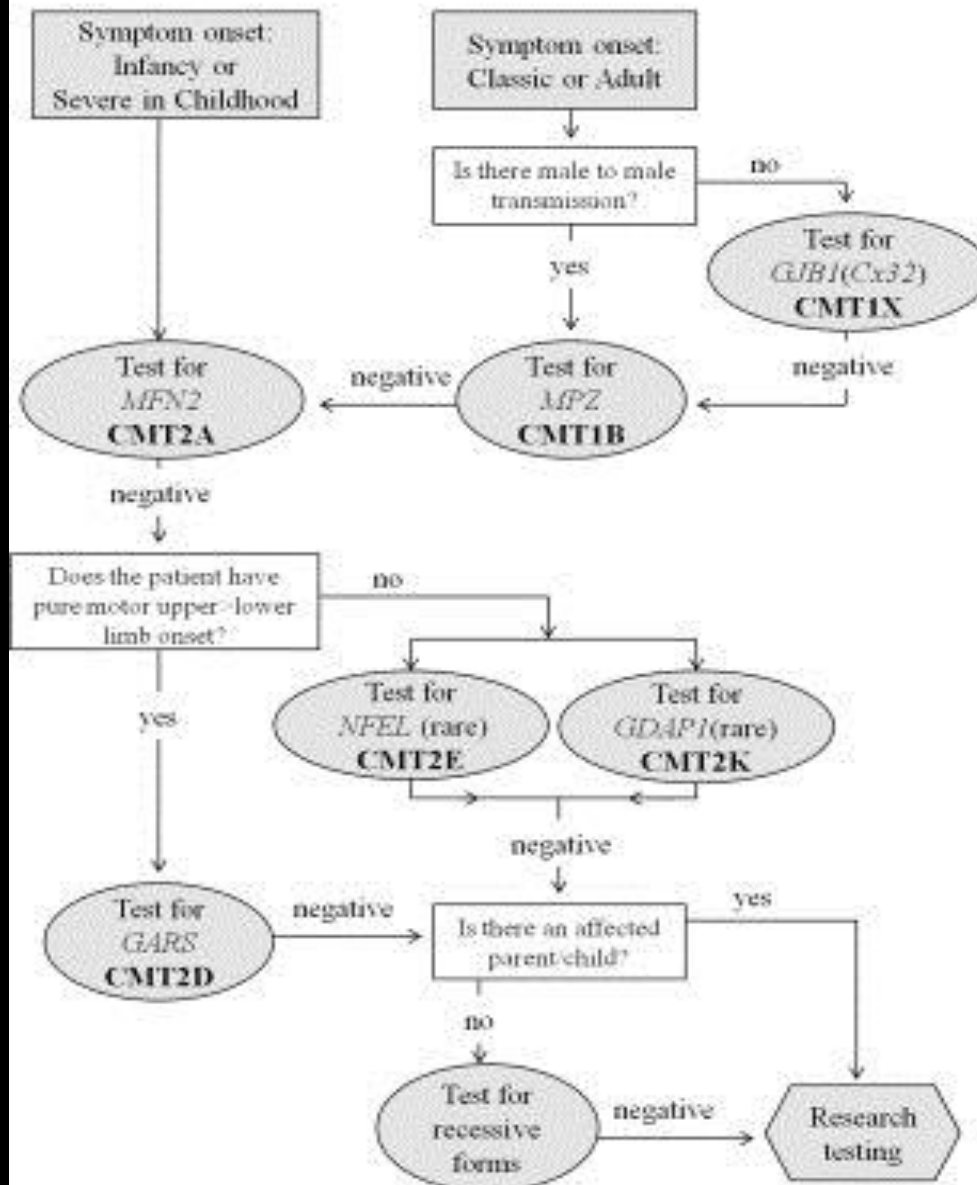 Symptom onset:
Infancy or
Severe in Childhood
Symptom onset:
Classic or Adult
Is there male to male
transmission?
no
yes
Test for
GJB1(Cx32)
CMT1X
negative
Test for
MPZ
CMT1B
negative
Test for
MFN2
CMT2A
negative
Does the patient have
pure motor upper>lower
limb onset?
no
yes
Test for
NFEL (rare)
CMT2E
Test for
GDAP1(rare)
CMT2K
negative
Test for
GARS
CMT2D
negative
Is there an affected
parent/child?
yes
no
Test for
recessive
forms
negative
Research
testing